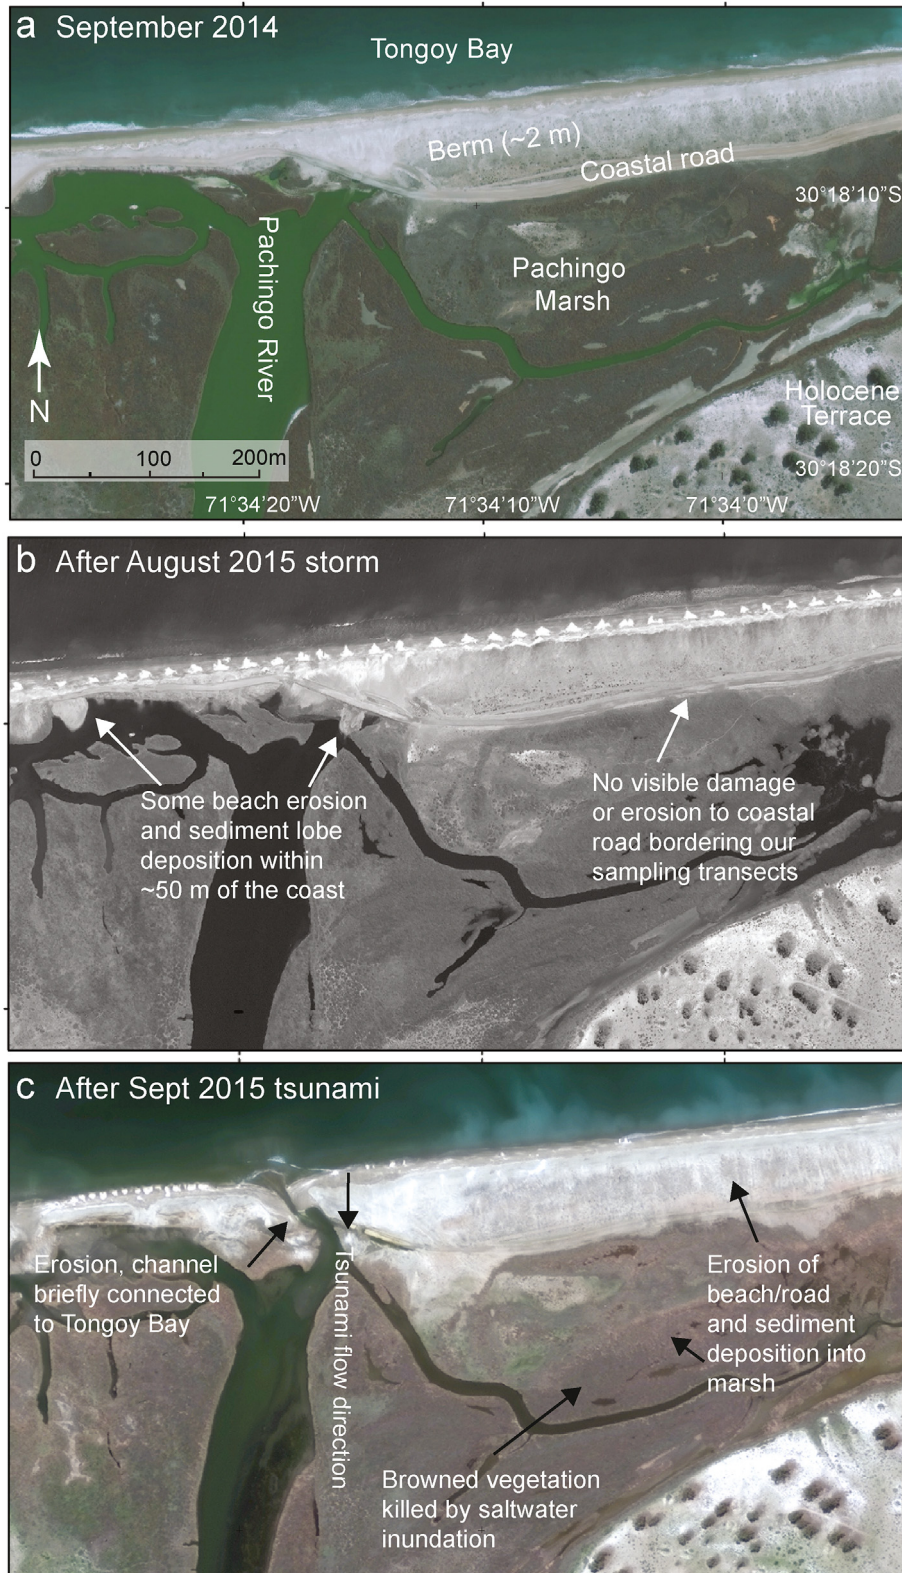 a September 2014
Tongoy Bay
Berm (~2 m)
Coastal road
30°18'10"S
Pachingo River
Pachingo
Marsh
N
Holocene
Terrace
0 100 200m
30°18'20"S
71°34'20"W 71°34'10"W 71°34'0"W
b After August 2015 storm
Some beach erosion
and sediment lobe
deposition within
~50 m of the coast
No visible damage
or erosion to coastal
road bordering our
sampling transects
c After Sept 2015 tsunami
Erosion, channel
briefly connected
to Tongoy Bay
Tsunami flow direction
Erosion of
beach/road
and sediment
deposition into
marsh
Browned vegetation
killed by saltwater
inundation